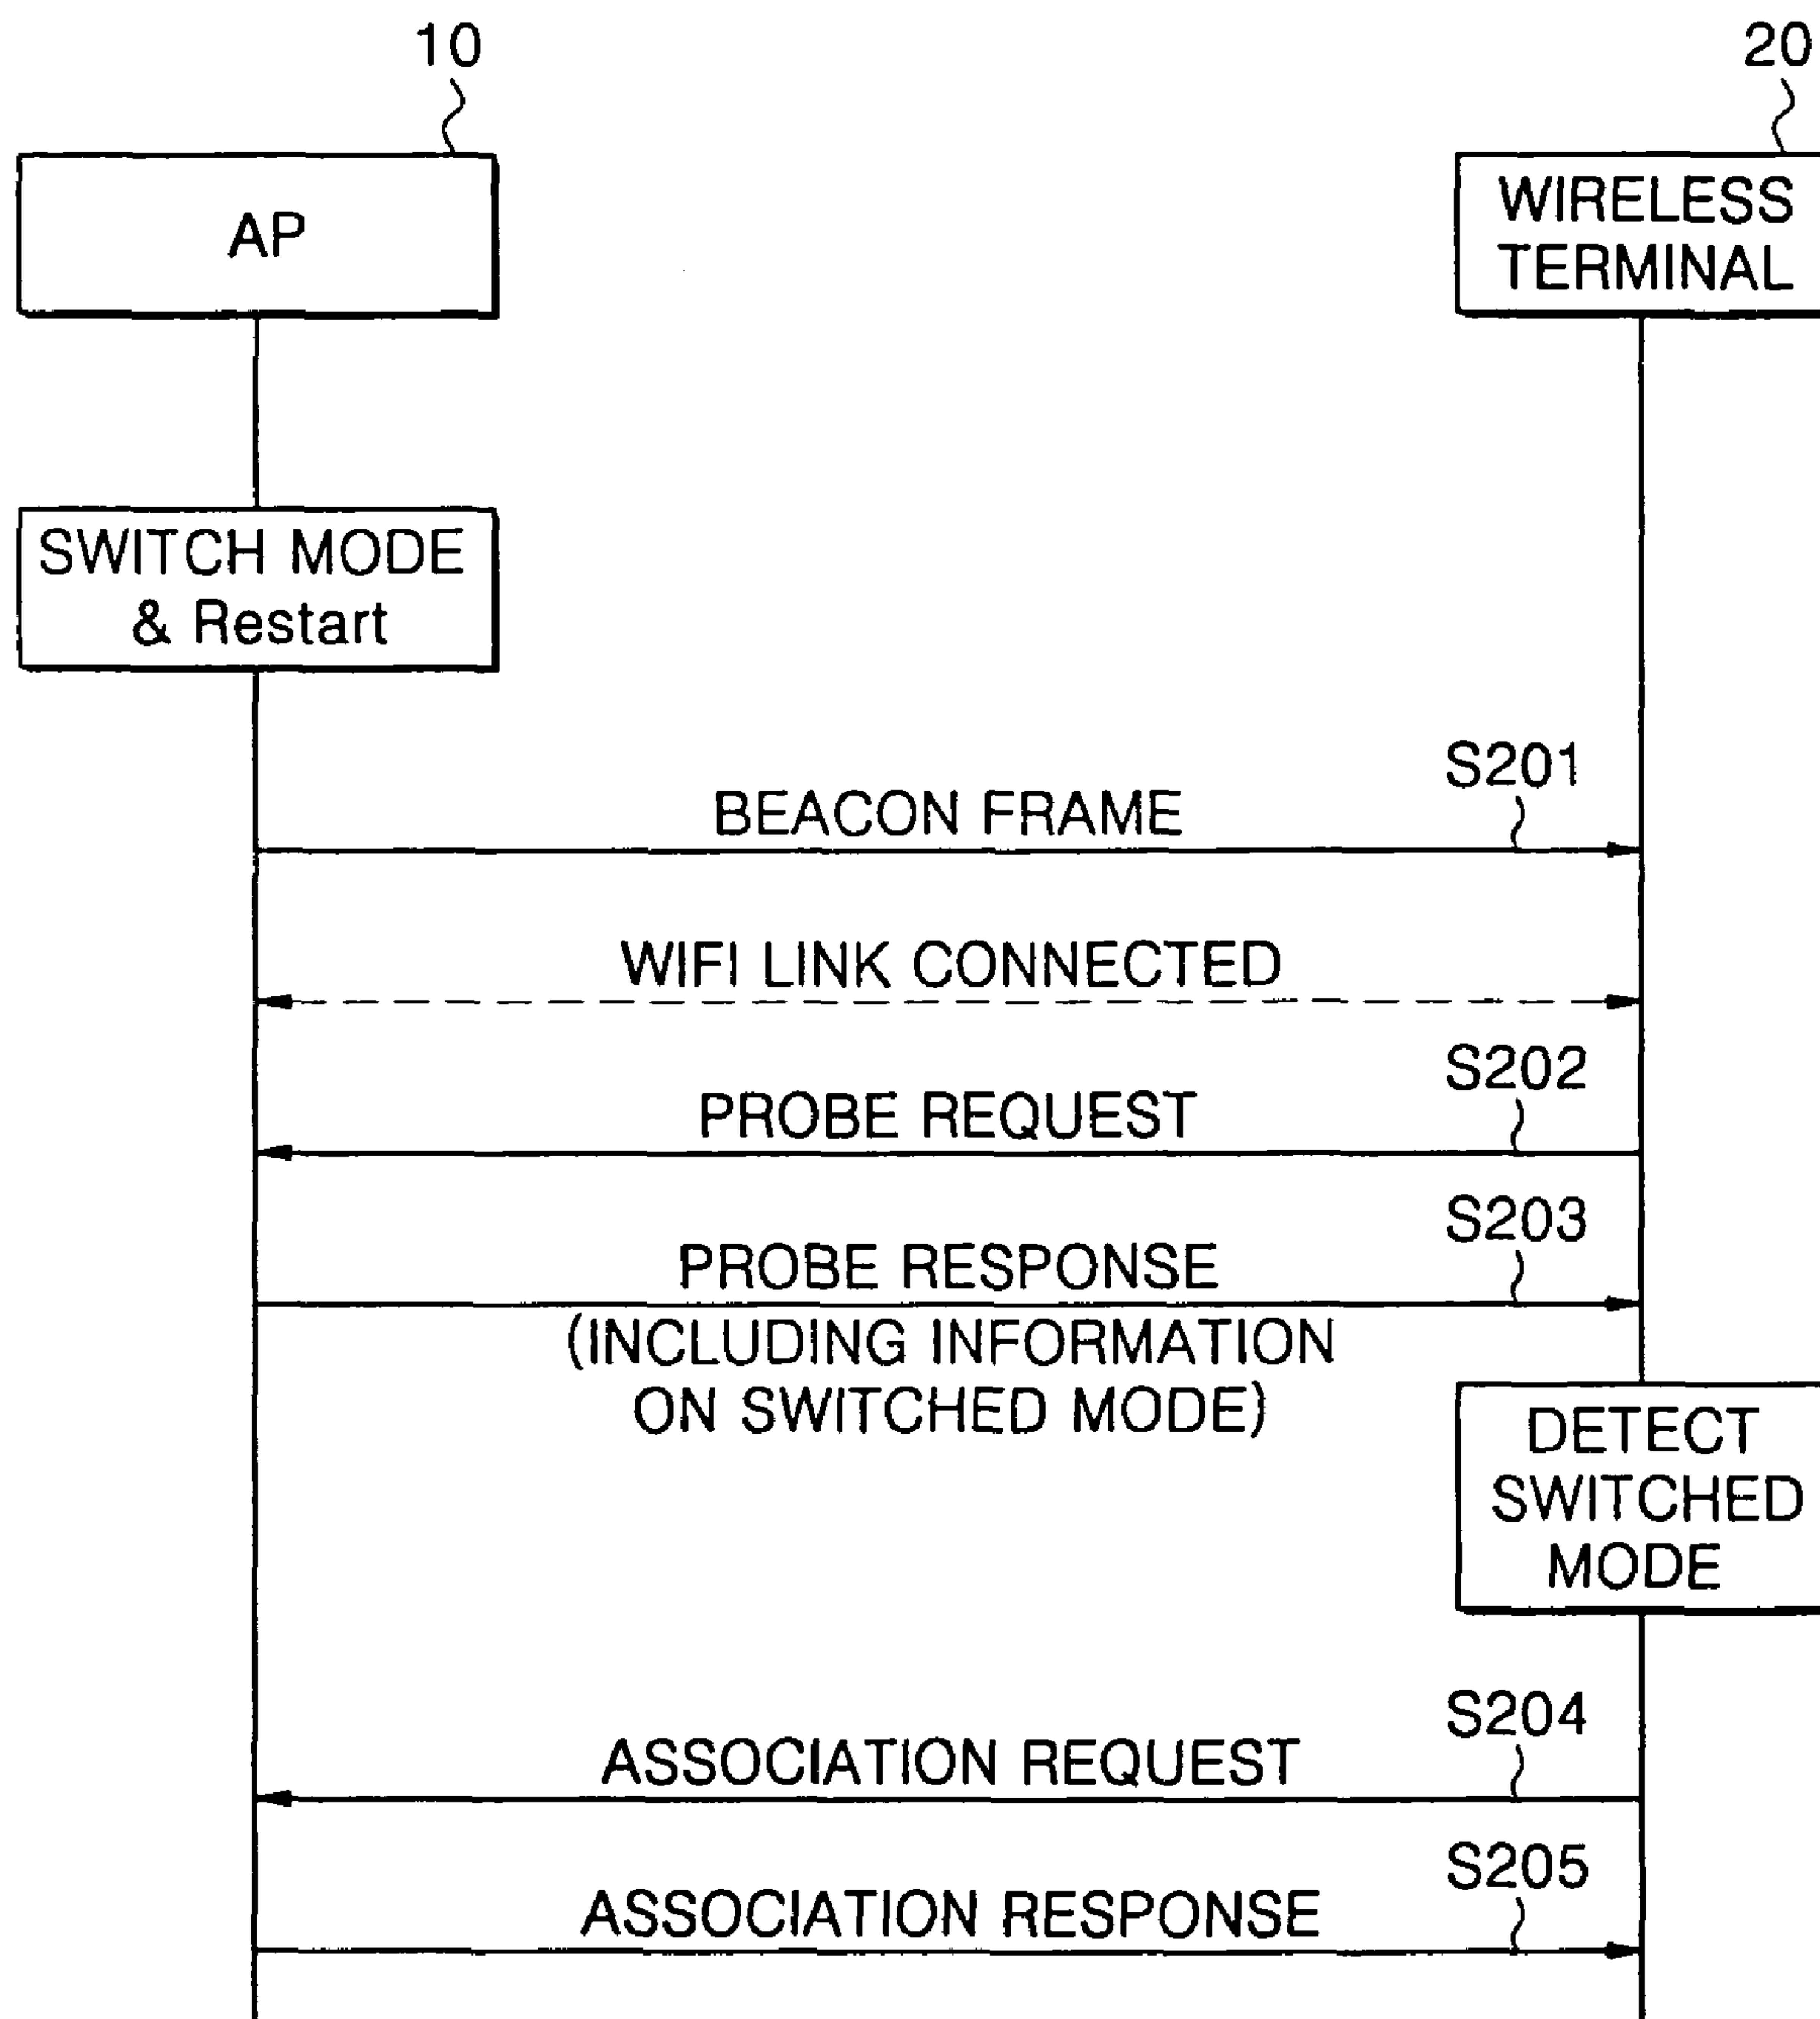 10
20
AP
WIRELESS
TERMINAL
SWITCH MODE
& Restart
S201
BEACON FRAME
WIFI LINK CONNECTED
S202
PROBE REQUEST
S203
PROBE RESPONSE
(INCLUDING INFORMATION
ON SWITCHED MODE)
DETECT
SWITCHED
MODE
S204
ASSOCIATION REQUEST
S205
ASSOCIATION RESPONSE